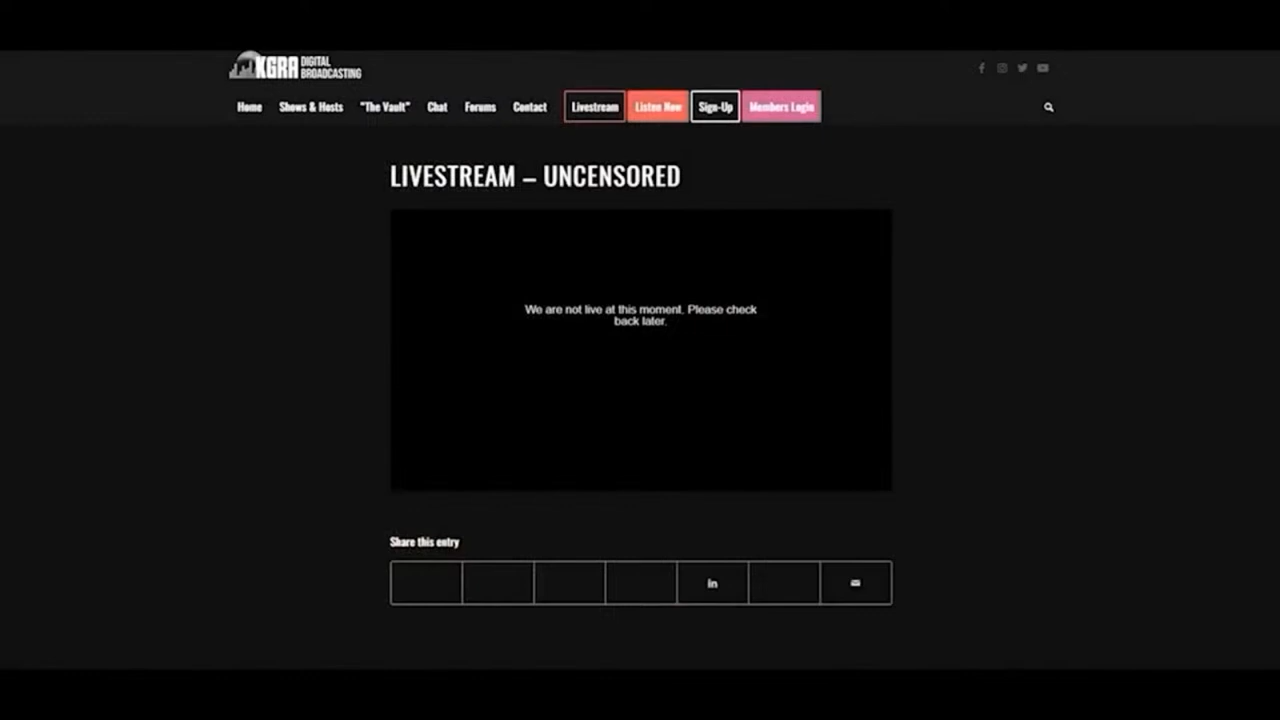 KGRA DIGITAL
BROADCASTING
Home Shows & Hosts "The Vault" Chat Forums Contact Livestream Listen Now Sign-Up Members Login
LIVESTREAM – UNCENSORED
We are not live at this moment. Please check
back later.
Share this entry
in